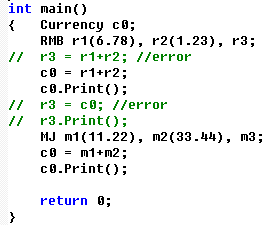 int main()
{   Currency c0;
    RMB r1(6.78), r2(1.23), r3;
//  r3 = r1+r2; //error
    c0 = r1+r2;
    c0.Print();
//  r3 = c0; //error
//  r3.Print();
    MJ m1(11.22), m2(33.44), m3;
    c0 = m1+m2;
    c0.Print();

    return 0;
}